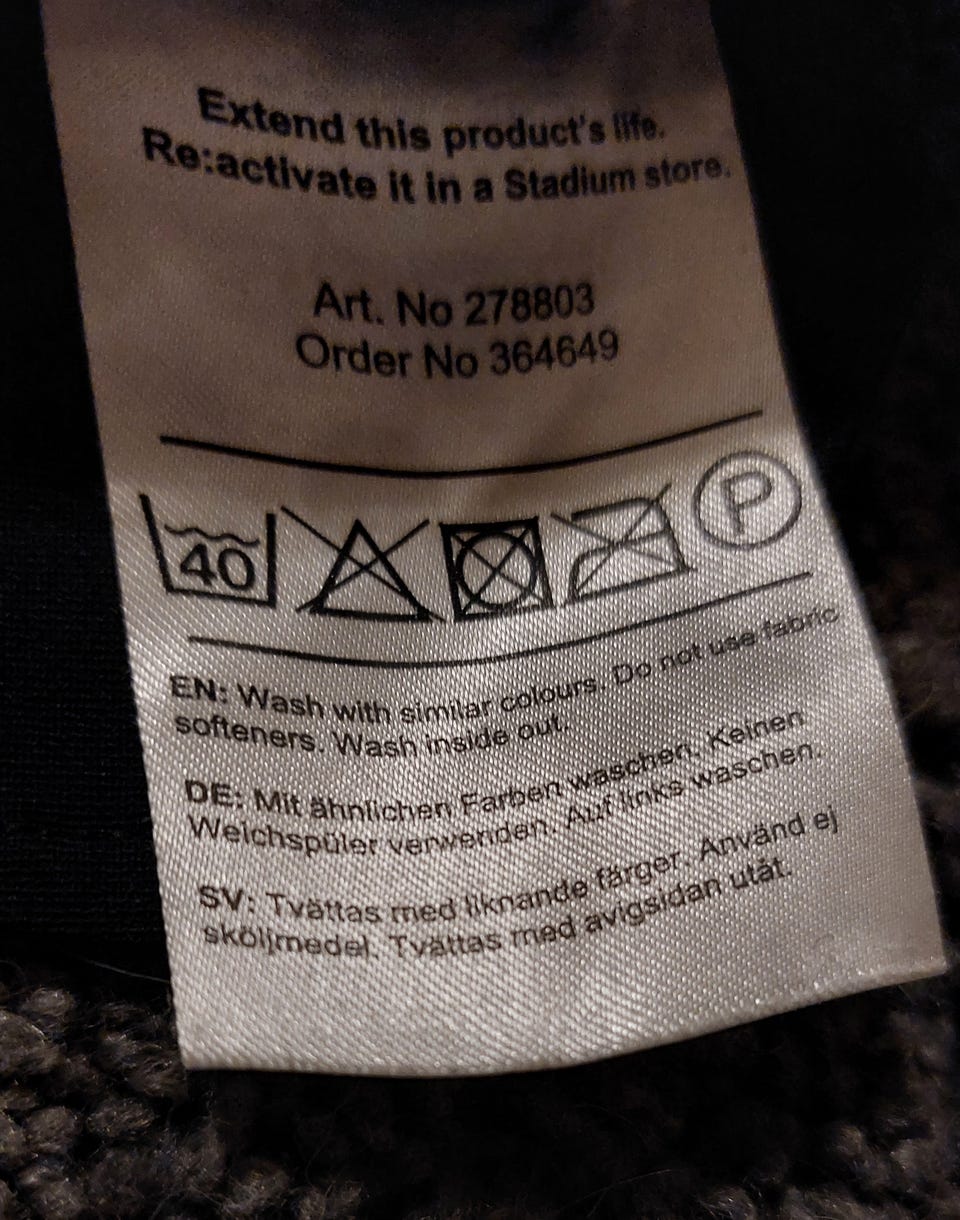 Extend this product's life.
Re:activate it in a Stadium store.
Art. No 278803
Order No 364649
40
P
EN: Wash with similar colours. Do not use fabric
softeners. Wash inside out.
DE: Mit ähnlichen Farben waschen. Keinen
Weichspüler verwenden. Auf links waschen.
SV: Tvättas med liknande färger. Använd ej
sköljmedel. Tvättas med avigsidan utåt.